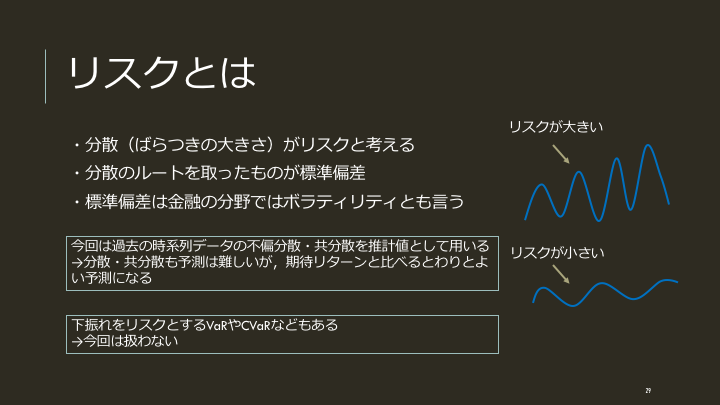 リスクとは
・分散（ばらつきの大きさ）がリスクと考える
・分散のルートを取ったものが標準偏差
・標準偏差は金融の分野ではボラティリティとも言う
今回は過去の時系列データの不偏分散・共分散を推計値として用いる
→分散・共分散も予測は難しいが，期待リターンと比べるとわりとよ
い予測になる
下振れをリスクとするVaRやCVaRなどもある
→今回は扱わない
リスクが大きい
リスクが小さい
29